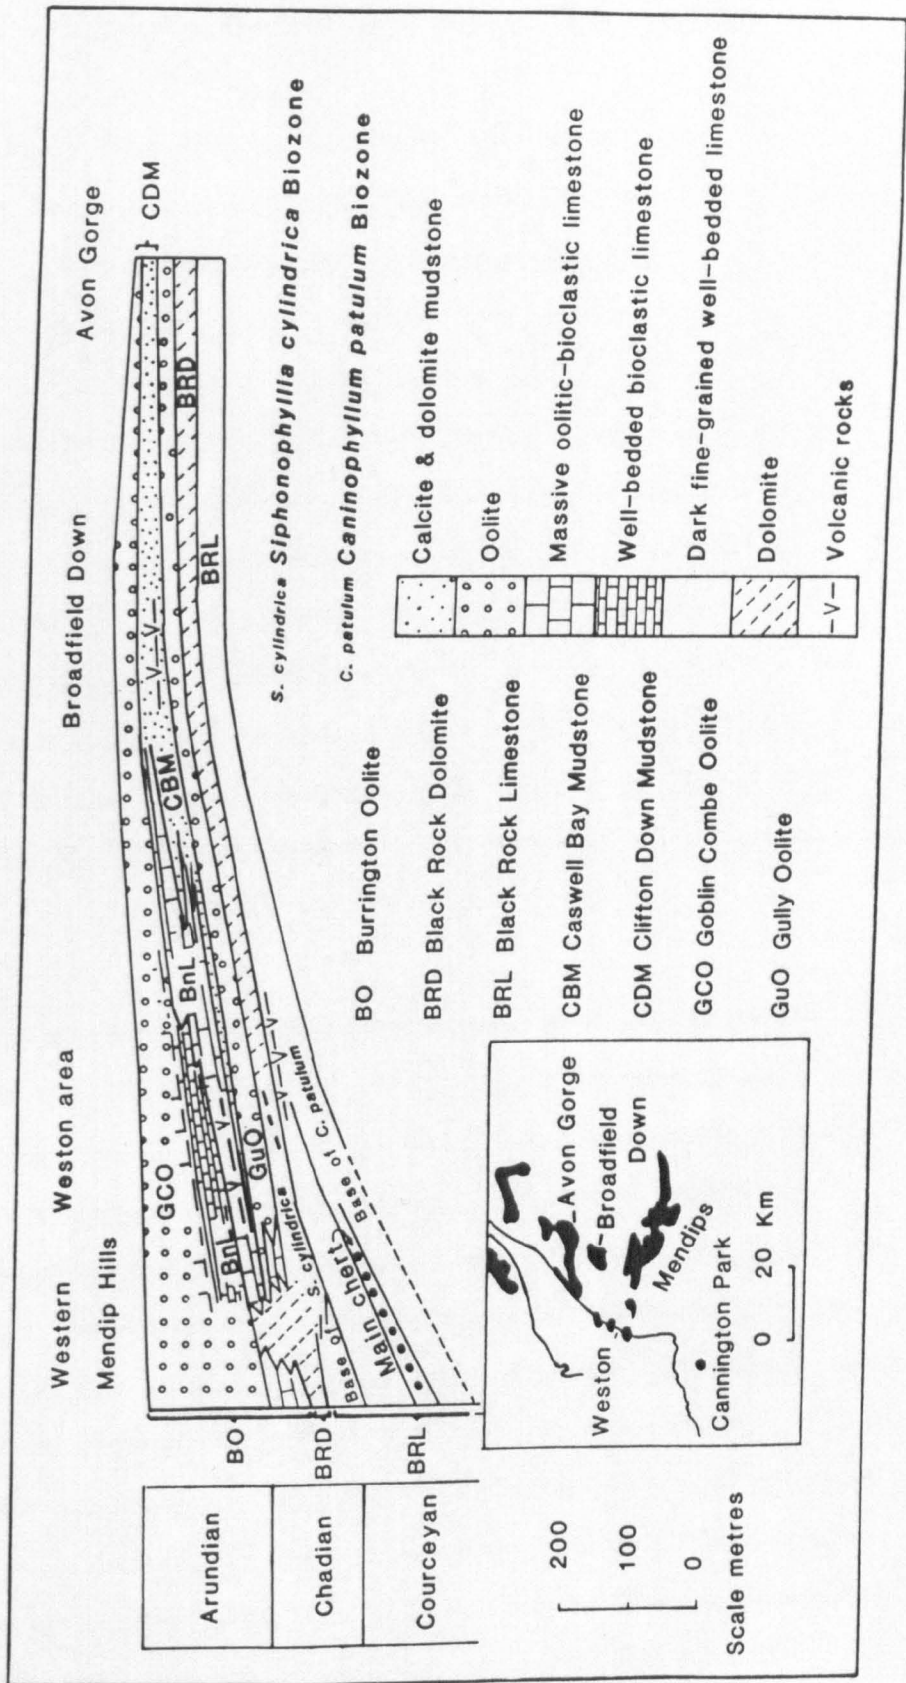 Western
Mendip Hills
Weston area
Broadfield Down
Avon Gorge
Arundian
Chadian
Courceyan
BO
BRD
BRL
GCO
BnL
BnL
GuO
CBM
BRD
BRL
CDM
V
V
V
V
V
Base of S. cylindrica
Main chert
Base of C. patulum
S. cylindrica Siphonophyllia cylindrica Biozone
C. patulum Caninophyllum patulum Biozone
BO Burrington Oolite
BRD Black Rock Dolomite
BRL Black Rock Limestone
CBM Caswell Bay Mudstone
CDM Clifton Down Mudstone
GCO Goblin Combe Oolite
GuO Gully Oolite
Calcite & dolomite mudstone
Oolite
Massive oolitic-bioclastic limestone
Well-bedded bioclastic limestone
Dark fine-grained well-bedded limestone
Dolomite
-V- Volcanic rocks
Scale metres
200
100
0
Avon Gorge
Broadfield
Down
Weston
Mendips
Cannington Park
0 20 Km